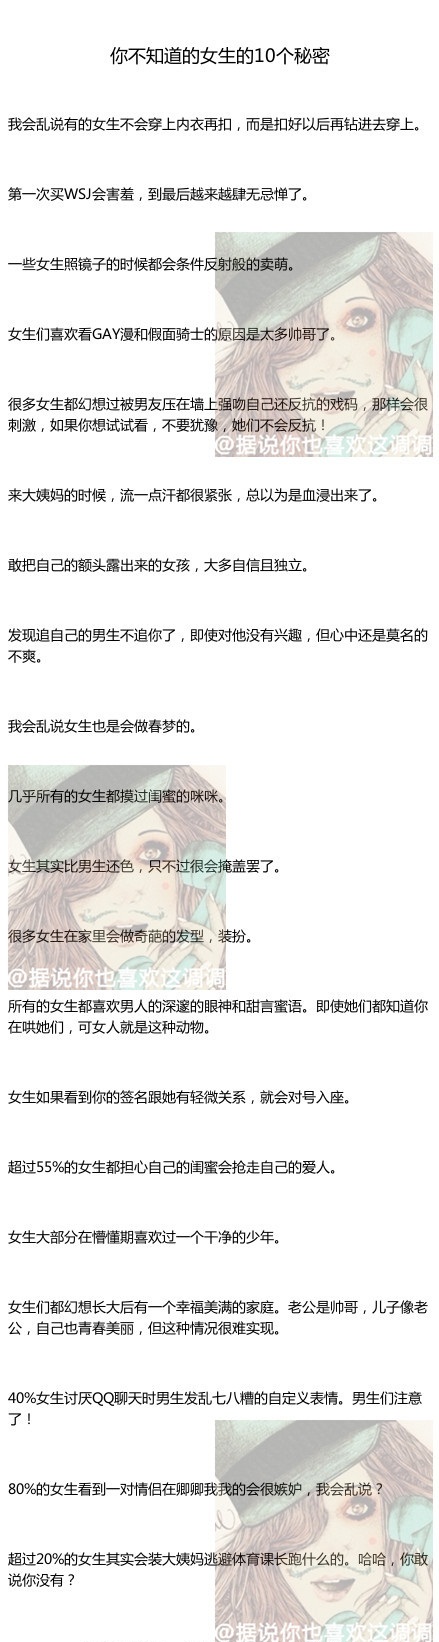 你不知道的女生的10个秘密
我会乱说有的女生不会穿上内衣再扣，而是扣好以后再钻进去穿上。
第一次买WSJ会害羞，到最后越来越肆无忌惮了。
一些女生照镜子的时候都会条件反射般的卖萌。
女生们喜欢看GAY漫和假面骑士的原因是太多帅哥了。
很多女生都幻想过被男友压在墙上强吻自己还反抗的戏码，那样会很
刺激，如果你想试试看，不要犹豫，她们不会反抗！
@据说你也喜欢这调调
来大姨妈的时候，流一点汗都很紧张，总以为是血浸出来了。
敢把自己的额头露出来的女孩，大多自信且独立。
发现追自己的男生不追你了，即使对他没有兴趣，但心中还是莫名的
不爽。
我会乱说女生也是会做春梦的。
几乎所有的女生都摸过闺蜜的咪咪。
女生其实比男生还色，只不过很会掩盖罢了。
很多女生在家里会做奇葩的发型，装扮。
@据说你也喜欢这调调
所有的女生都喜欢男人的深邃的眼神和甜言蜜语。即使她们都知道你
在哄她们，可女人就是这种动物。
女生如果看到你的签名跟她有轻微关系，就会对号入座。
超过55%的女生都担心自己的闺蜜会抢走自己的爱人。
女生大部分在懵懂期喜欢过一个干净的少年。
女生们都幻想长大后有一个幸福美满的家庭。老公是帅哥，儿子像老
公，自己也青春美丽，但这种情况很难实现。
40%女生讨厌QQ聊天时男生发乱七八糟的自定义表情。男生们注意
了！
80%的女生看到一对情侣在卿卿我我的会很嫉妒，我会乱说？
超过20%的女生其实会装大姨妈逃避体育课长跑什么的。哈哈，你敢
说你没有？
@据说你也喜欢这调调